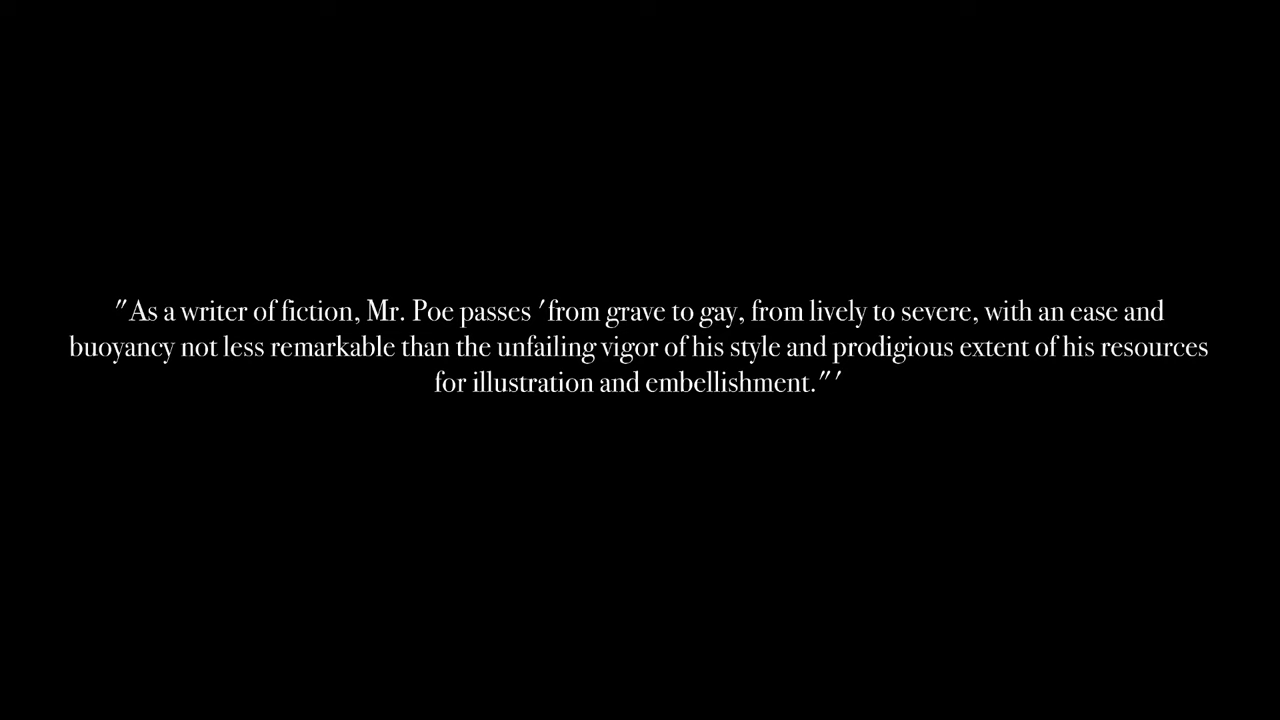 "As a writer of fiction, Mr. Poe passes 'from grave to gay, from lively to severe, with an ease and
buoyancy not less remarkable than the unfailing vigor of his style and prodigious extent of his resources
for illustration and embellishment."'